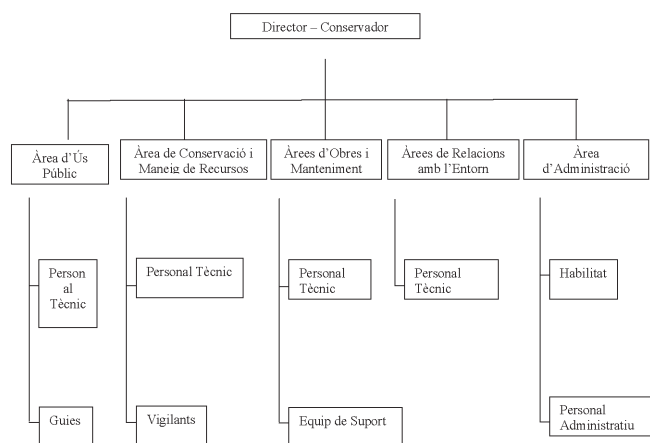 Director – Conservador
Àrea d'Ús
Públic
Àrea de Conservació i
Maneig de Recursos
Àrees d'Obres i
Manteniment
Àrees de Relacions
amb l'Entorn
Àrea
d'Administració
Person
al
Tècnic
Personal Tècnic
Personal
Tècnic
Personal
Tècnic
Habilitat
Guies
Vigilants
Equip de Suport
Personal
Administratiu